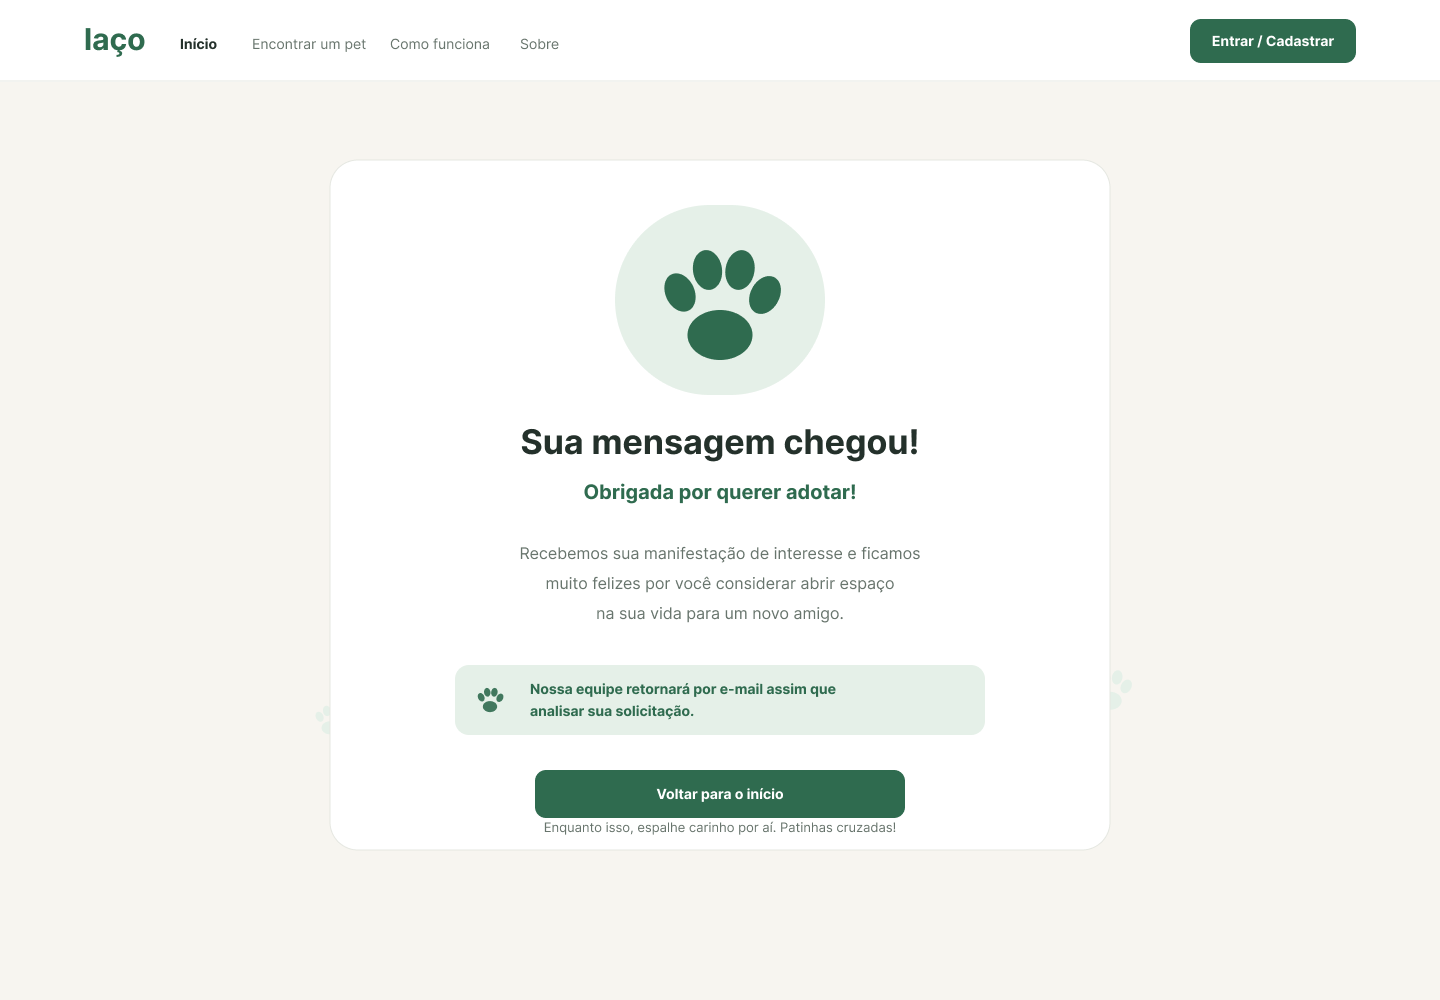 laço
Início
Encontrar um pet
Como funciona
Sobre
Entrar / Cadastrar
Sua mensagem chegou!
Obrigada por querer adotar!
Recebemos sua manifestação de interesse e ficamos
muito felizes por você considerar abrir espaço
na sua vida para um novo amigo.
Nossa equipe retornará por e-mail assim que
analisar sua solicitação.
Voltar para o início
Enquanto isso, espalhe carinho por aí. Patinhas cruzadas!